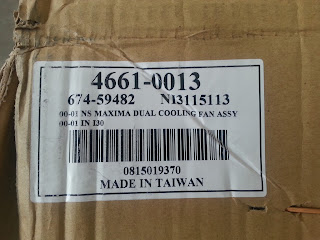 4661-0013
674-59482 NI3115113
00-01 NS MAXIMA DUAL COOLING FAN ASSY
00-01 IN I30
0815019370
MADE IN TAIWAN